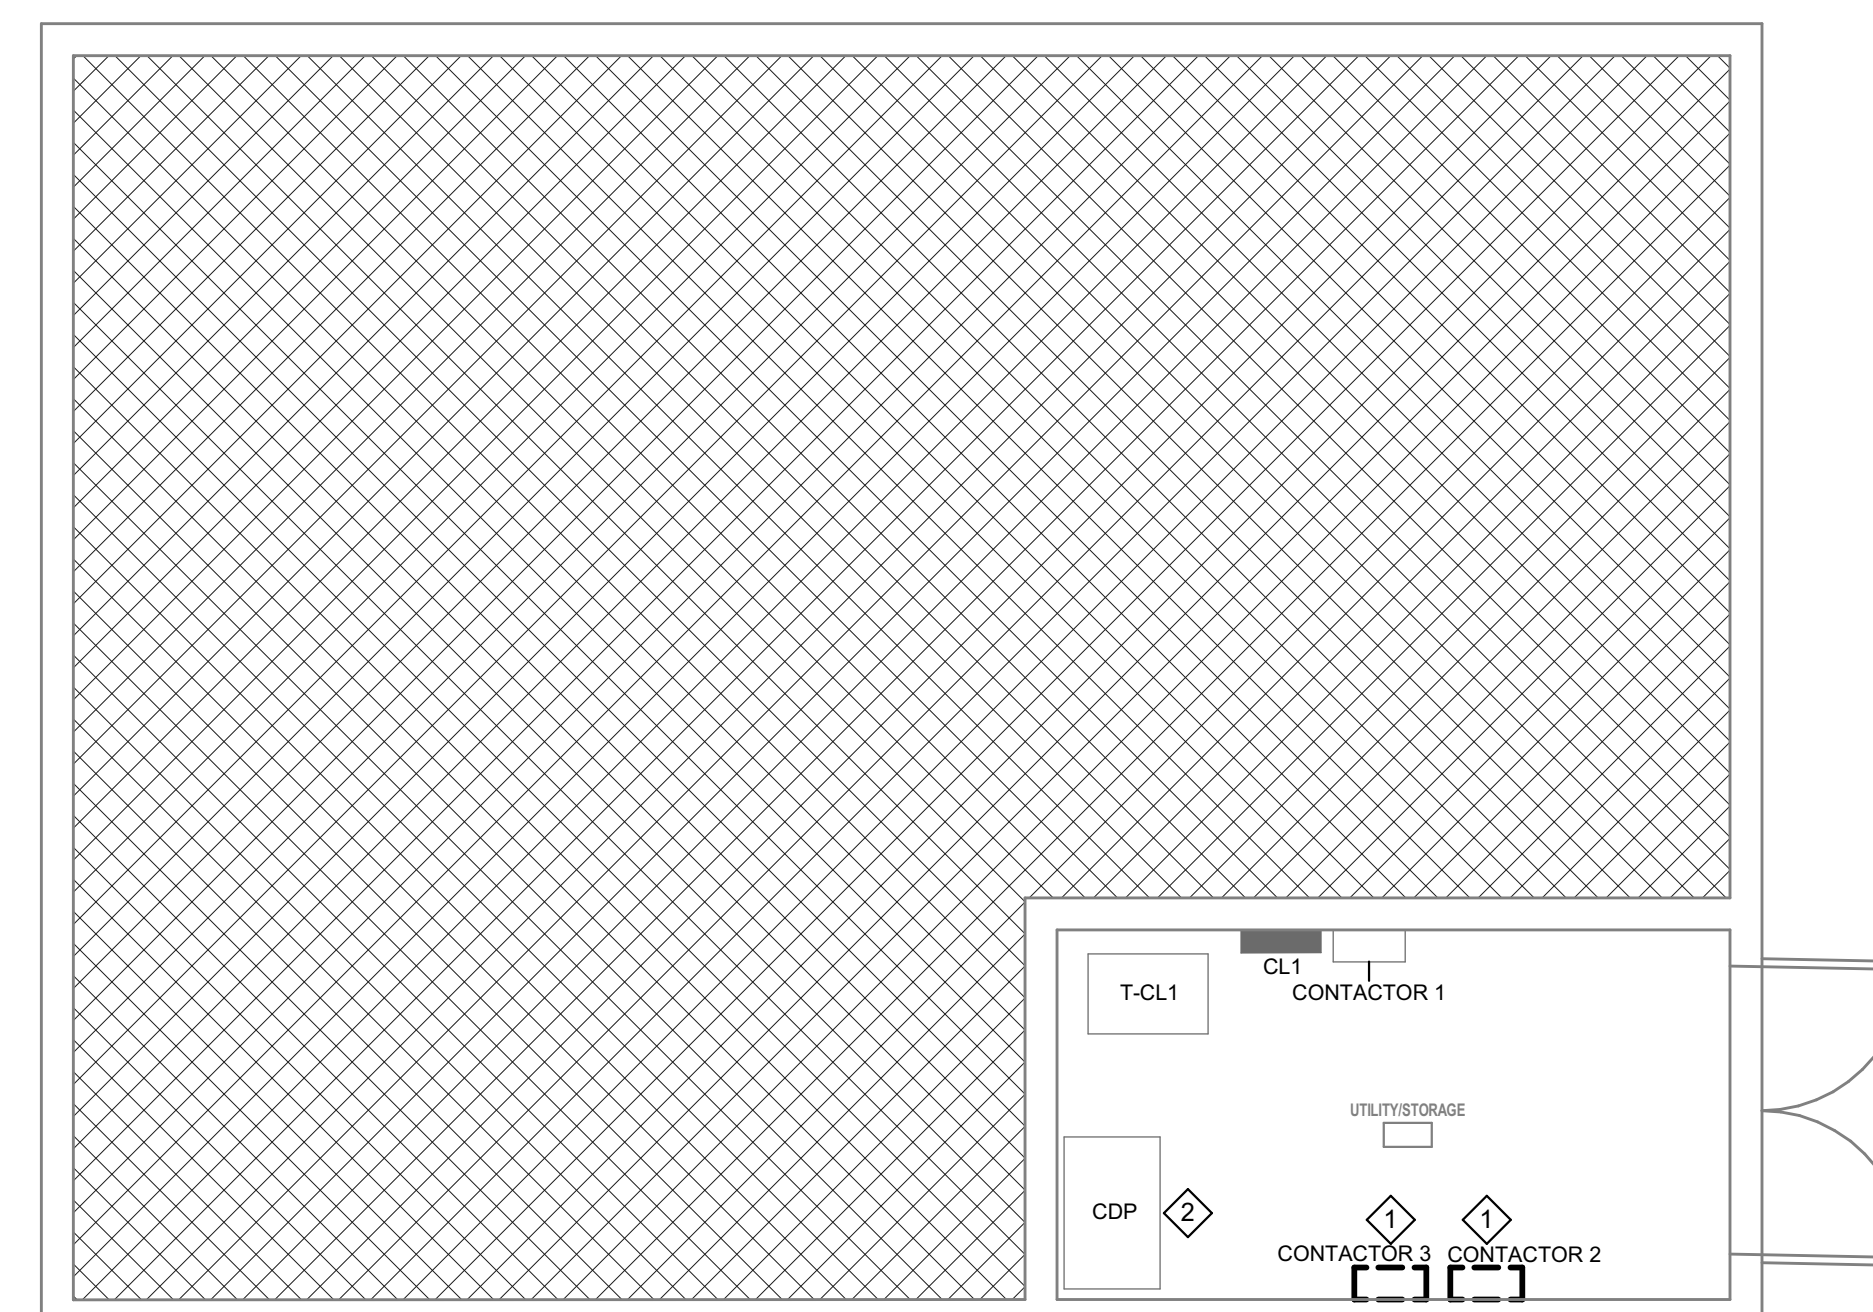 CL1
T-CL1
CONTACTOR 1
UTILITY/STORAGE
CDP
2
1
1
CONTACTOR 3
CONTACTOR 2